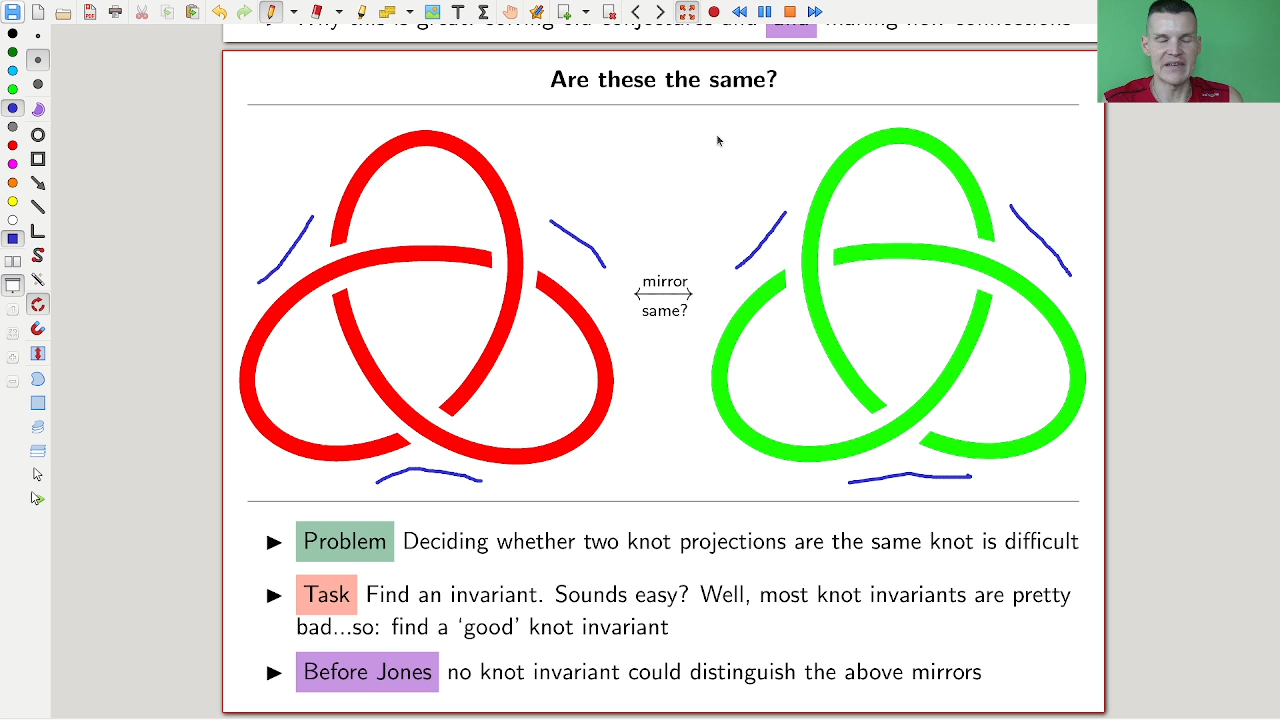 Are these the same?
mirror
same?
► Problem Deciding whether two knot projections are the same knot is difficult
► Task Find an invariant. Sounds easy? Well, most knot invariants are pretty
bad...so: find a ‘good’ knot invariant
► Before Jones no knot invariant could distinguish the above mirrors